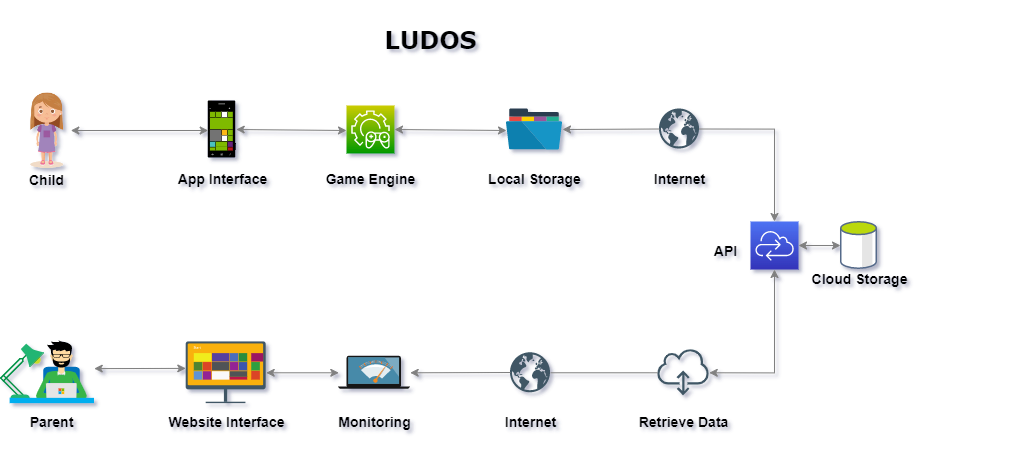 LUDOS
Child
App Interface
Game Engine
Local Storage
Internet
API
Cloud Storage
Parent
Website Interface
Monitoring
Internet
Retrieve Data